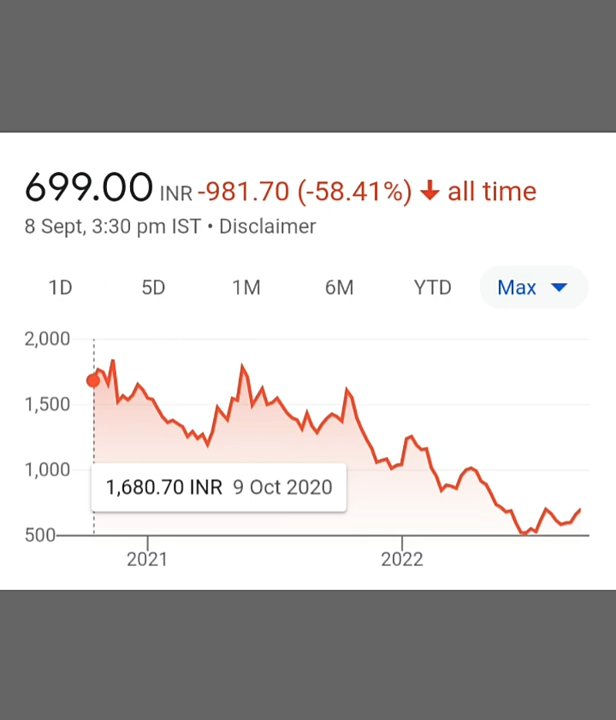 699.00 INR -981.70 (-58.41%) ↓ all time
8 Sept, 3:30 pm IST • Disclaimer
1D 5D 1M 6M YTD Max
2,000
1,500
1,000
1,680.70 INR 9 Oct 2020
500
2021 2022